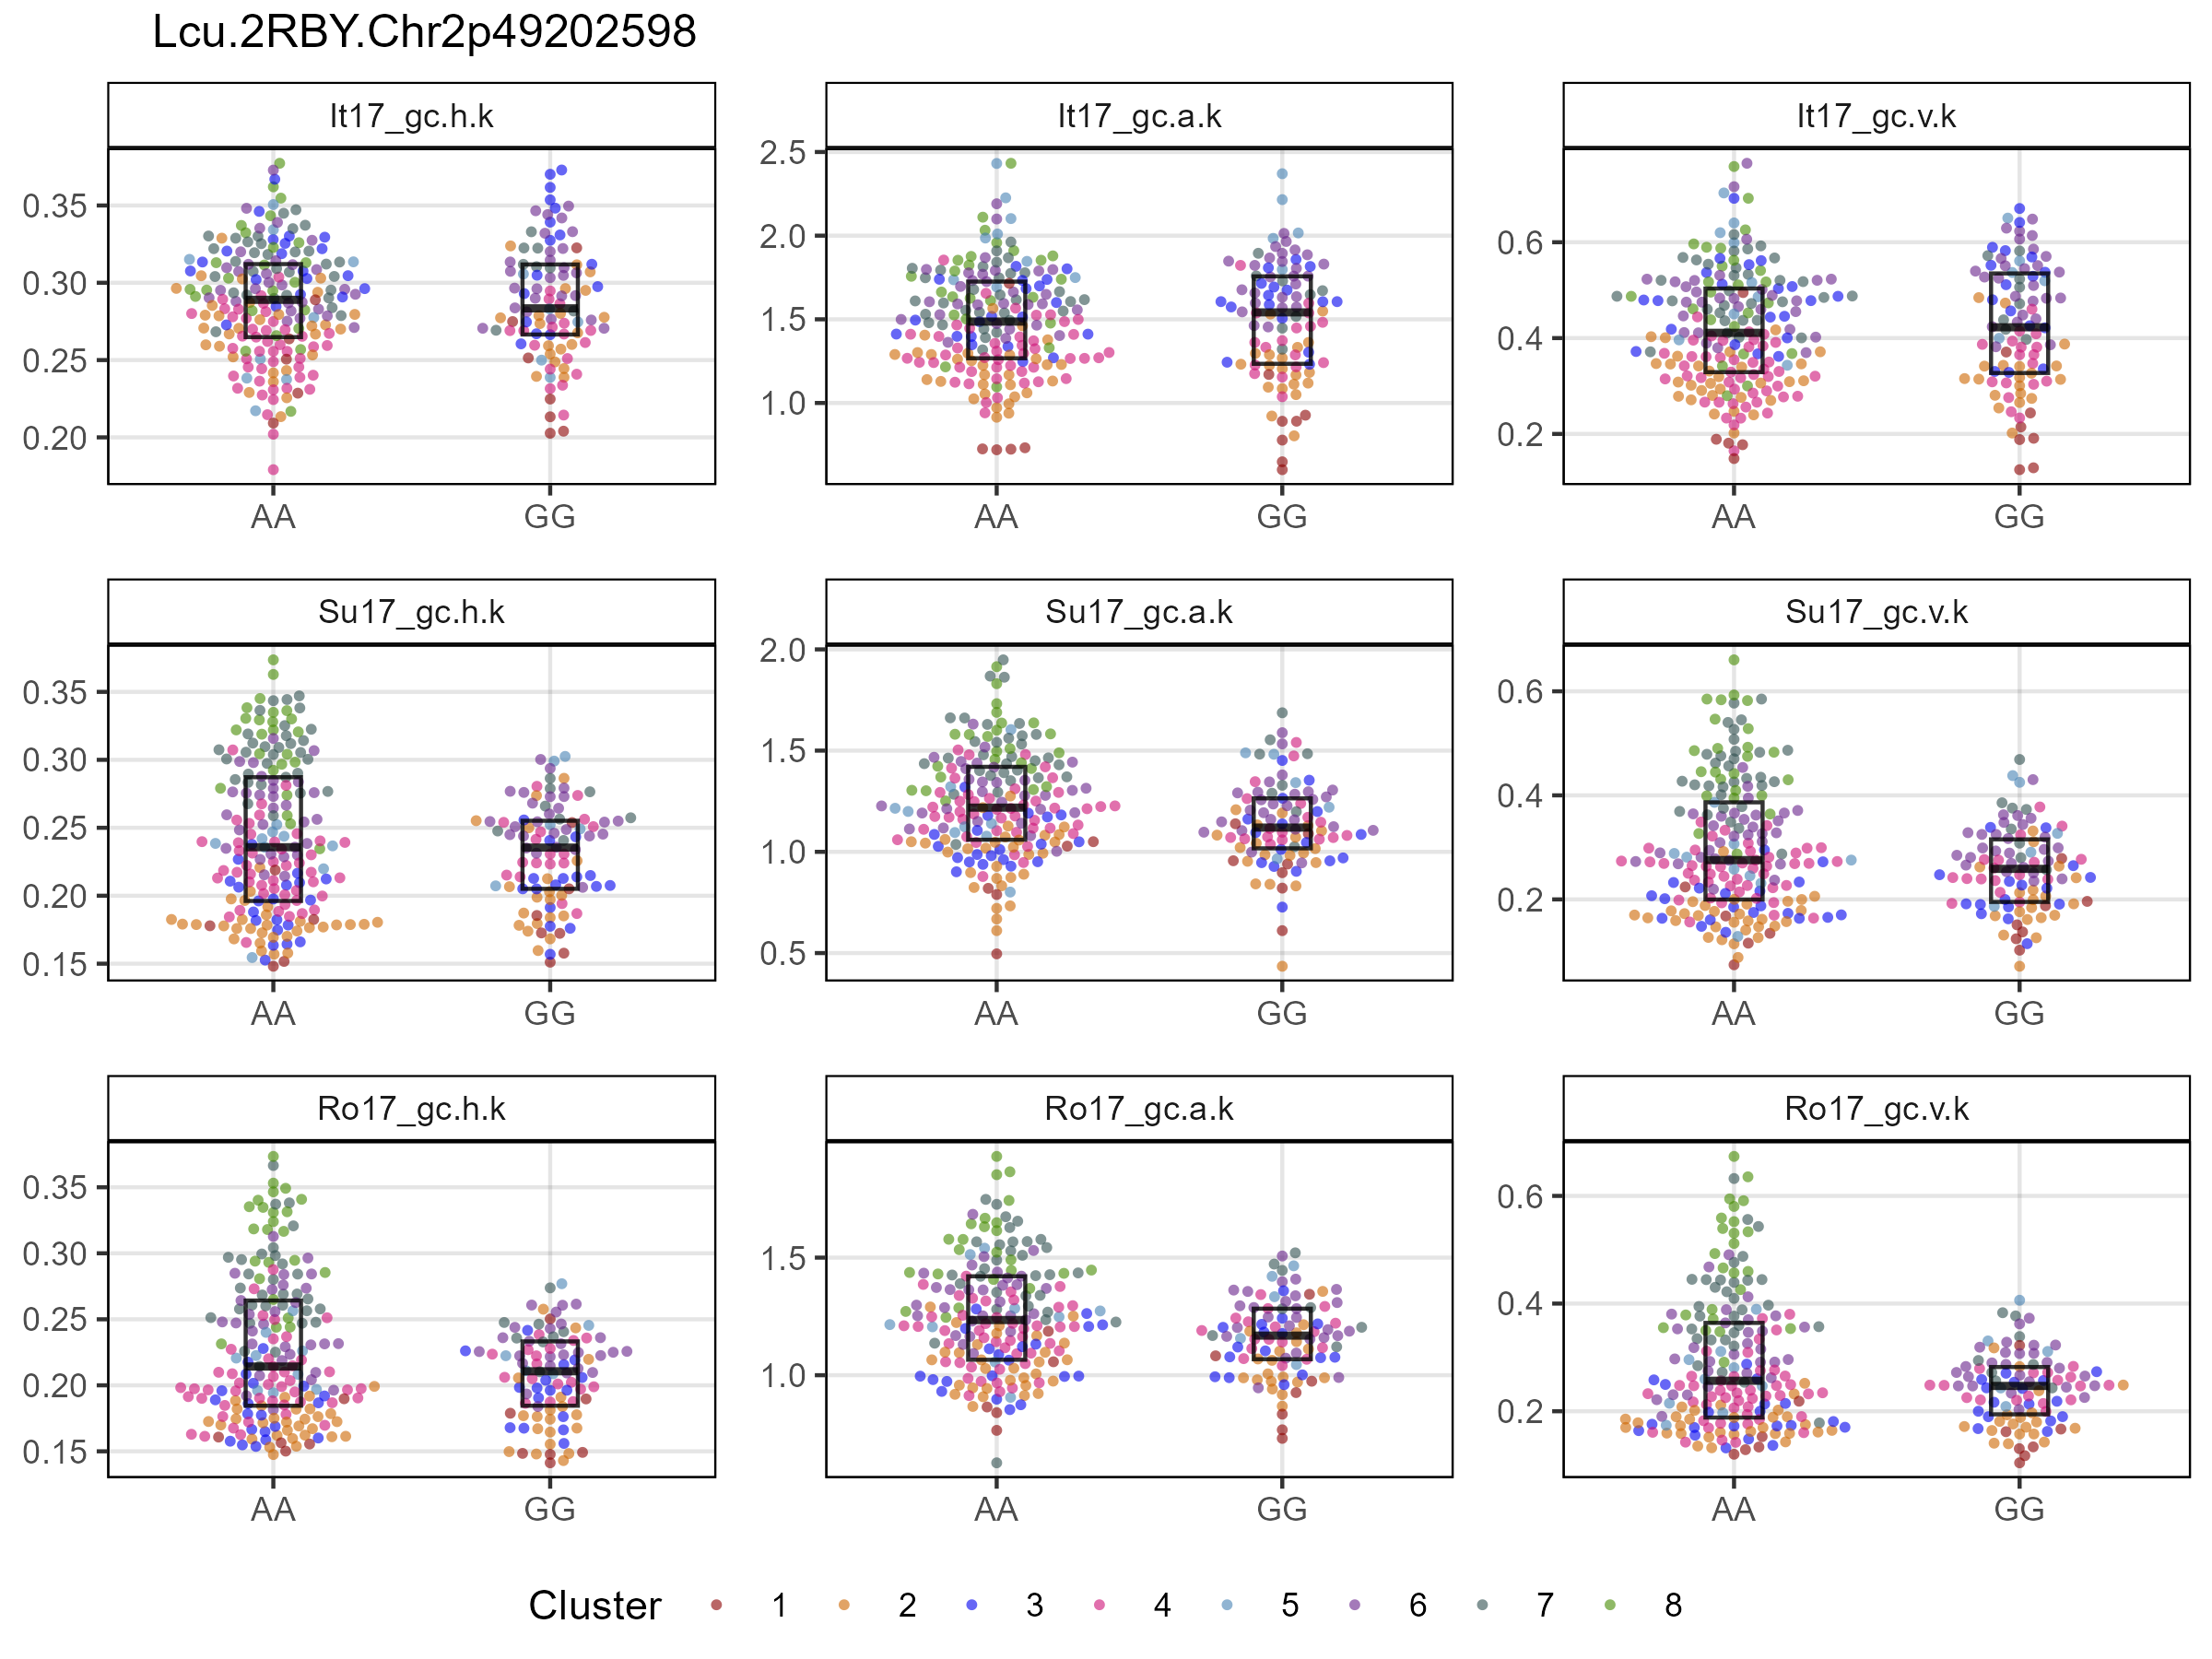 Lcu.2RBY.Chr2p49202598
It17_gc.h.k
It17_gc.a.k
It17_gc.v.k
0.35
0.30
0.25
0.20
AA
GG
2.5
2.0
1.5
1.0
AA
GG
0.6
0.4
0.2
AA
GG
Su17_gc.h.k
Su17_gc.a.k
Su17_gc.v.k
0.35
0.30
0.25
0.20
0.15
AA
GG
2.0
1.5
1.0
0.5
AA
GG
0.6
0.4
0.2
AA
GG
Ro17_gc.h.k
Ro17_gc.a.k
Ro17_gc.v.k
0.35
0.30
0.25
0.20
0.15
AA
GG
1.5
1.0
AA
GG
0.6
0.4
0.2
AA
GG
Cluster 1 2 3 4 5 6 7 8